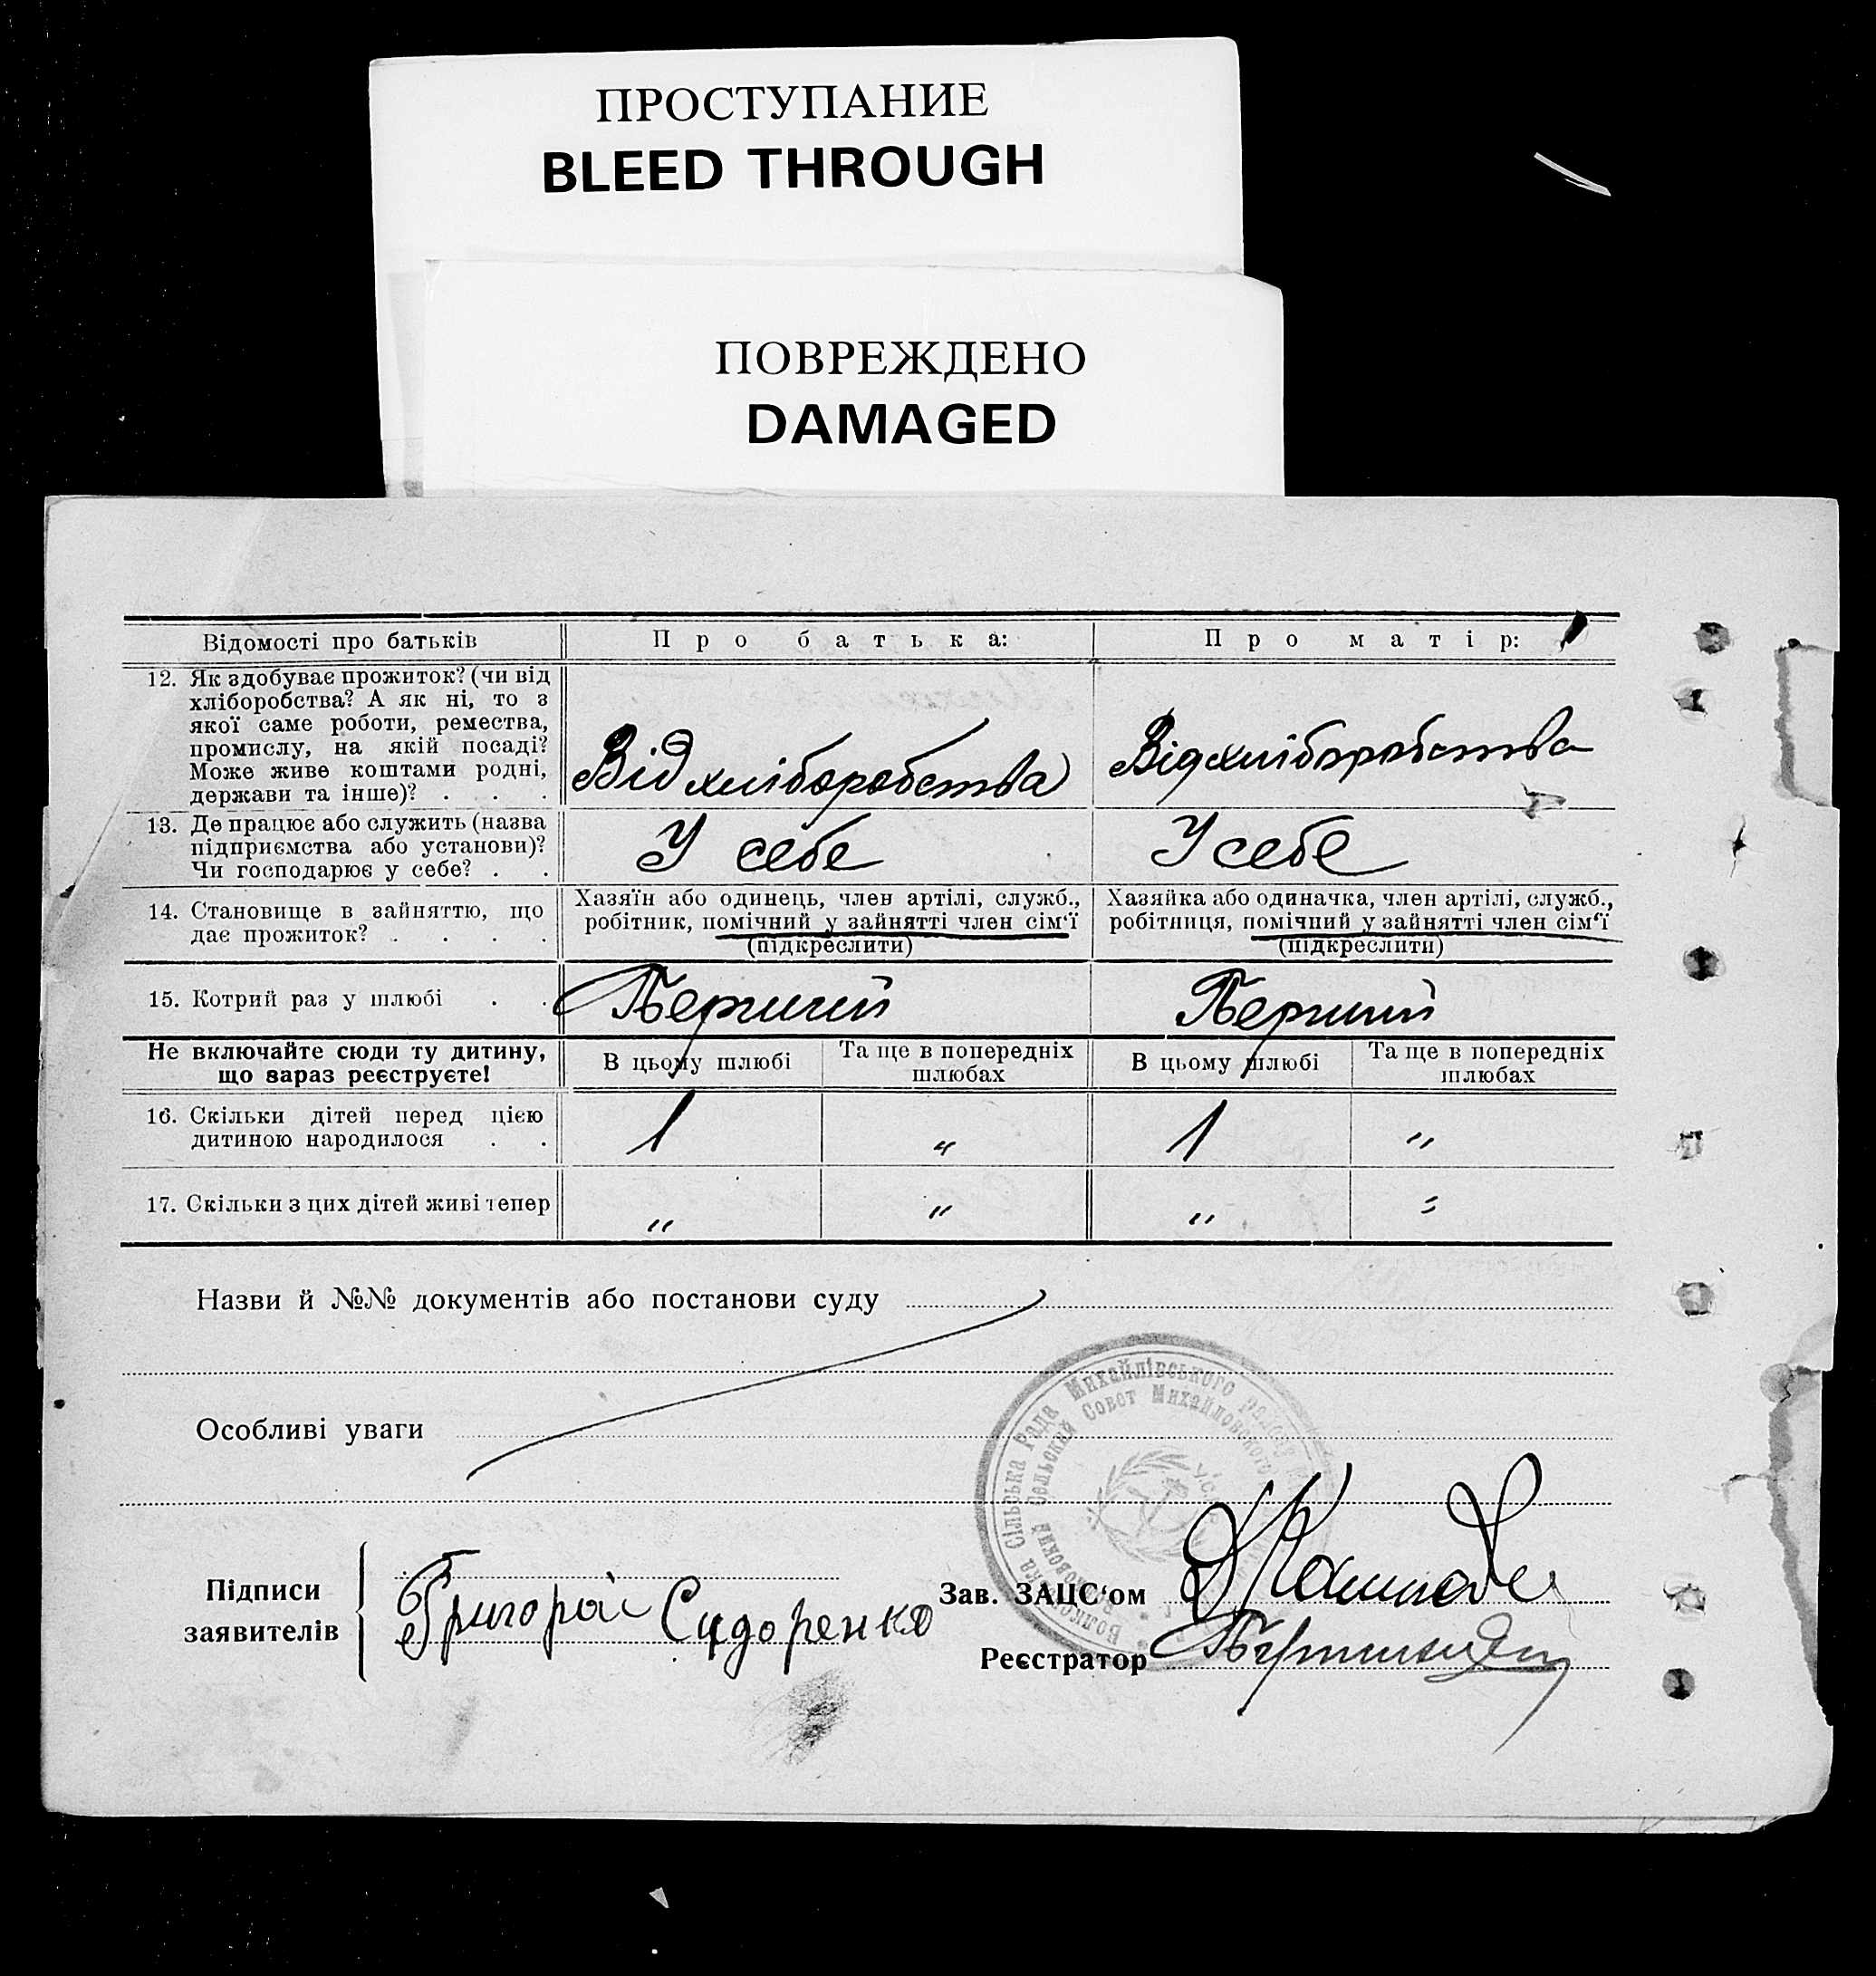 ПРОСТУПАНИЕ
BLEED THROUGH
ПОВРЕЖДЕНО
DAMAGED
Відомості про батьків
Про батька:
Про матір:
12. Як здобуває прожиток? (чи від
хліборобства? А як ні, то з
якої саме роботи, ремества,
промислу, на якій посаді?
Може живе коштами родні,
держави та інше)? . . .
Від хліборобства
Від хліборобства
13. Де працює або служить (назва
підприємства або установи)?
Чи господарює у себе? . .
У себе
У себе
14. Становище в зайняттю, що
дає прожиток? . . . .
Хазяїн або одинець, член артілі, служб.,
робітник, помічний у зайнятті член сім'ї
(підкреслити)
Хазяйка або одиначка, член артілі, служб.,
робітниця, помічний у зайнятті член сім'ї
(підкреслити)
15. Котрий раз у шлюбі . .
Перший
Перший
Не включайте сюди ту дитину,
що зараз реєструєте!
В цьому шлюбі
Та ще в попередніх
шлюбах
В цьому шлюбі
Та ще в попередніх
шлюбах
16. Скільки дітей перед цією
дитиною народилося . .
1
"
1
"
17. Скільки з цих дітей живі тепер
"
"
"
"
Назви й №№ документів або постанови суду
Особливі уваги
Сільська Рада Михайлівського району
Сельский Совет Михайловского
Підписи
заявителів
Григорій Сидоренко
Зав. ЗАЦС'ом
Реєстратор